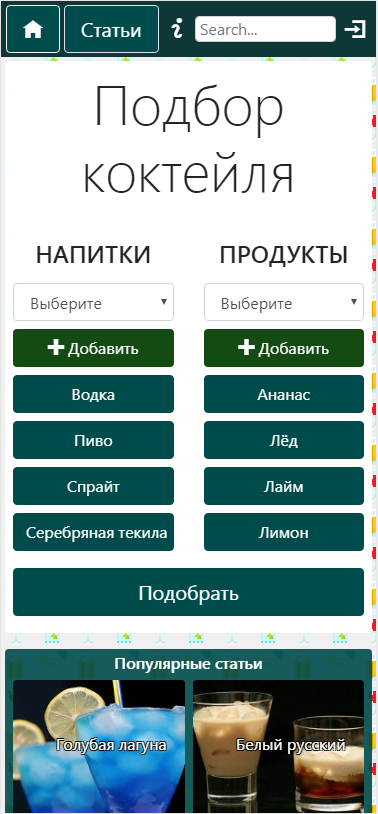 Статьи
Search...
Подбор
коктейля
НАПИТКИ
ПРОДУКТЫ
Выберите
Выберите
Добавить
Добавить
Водка
Ананас
Пиво
Лёд
Спрайт
Лайм
Серебряная текила
Лимон
Подобрать
Популярные статьи
Голубая лагуна
Белый русский